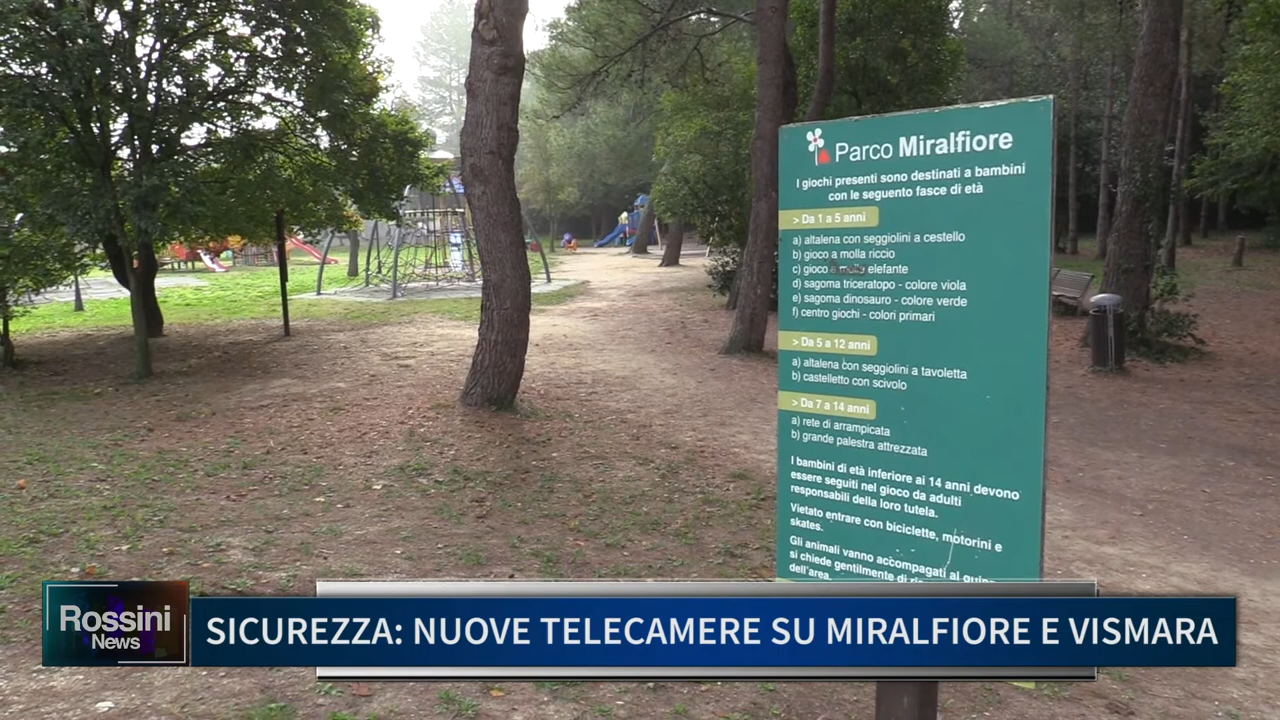 Parco Miralfiore
I giochi presenti sono destinati a bambini
con le seguento fasce di età
> Da 1 a 5 anni
a) altalena con seggiolini a cestello
b) gioco a molla riccio
c) gioco a molla elefante
d) sagoma triceratopo - colore viola
e) sagoma dinosauro - colore verde
f) centro giochi - colori primari
> Da 5 a 12 anni
a) altalena con seggiolini a tavoletta
b) castelletto con scivolo
> Da 7 a 14 anni
a) rete di arrampicata
b) grande palestra attrezzata
I bambini di età inferiore ai 14 anni devono
essere seguiti nel gioco da adulti
responsabili della loro tutela.
Vietato entrare con biciclette, motorini e
skates.
Gli animali vanno accompagati al
si chiede gentilmente di
dell'area.
Rossini
News
SICUREZZA: NUOVE TELECAMERE SU MIRALFIORE E VISMARA